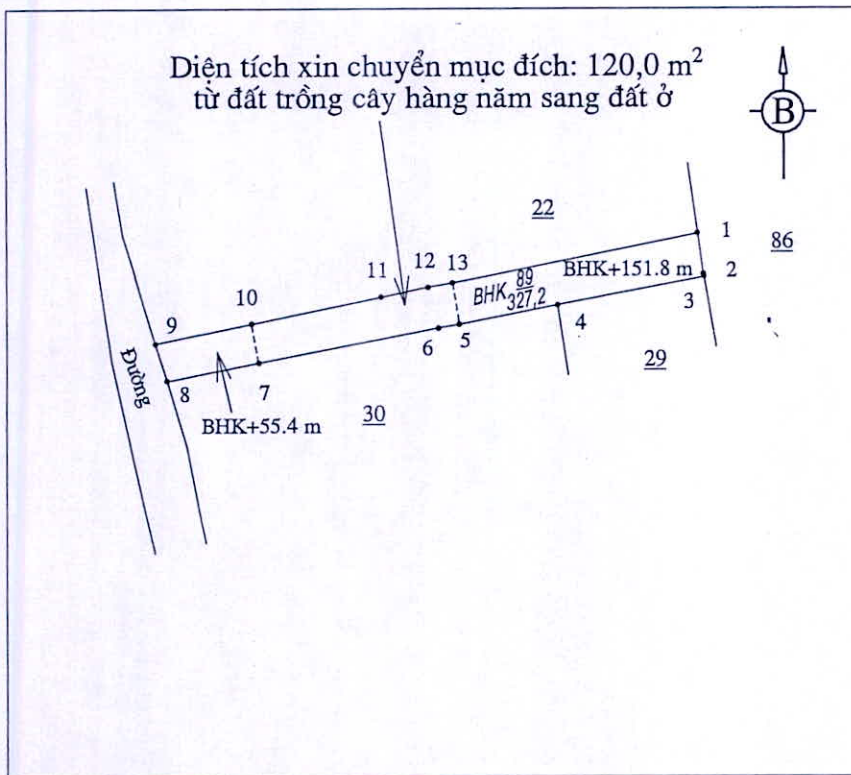 Diện tích xin chuyển mục đích: 120,0 m²
từ đất trồng cây hàng năm sang đất ở
B
22
1
86
BHK+151.8 m
2
11
12
13
BHK 89
327,2
3
10
4
9
6
5
29
Đường
8
7
30
BHK+55.4 m